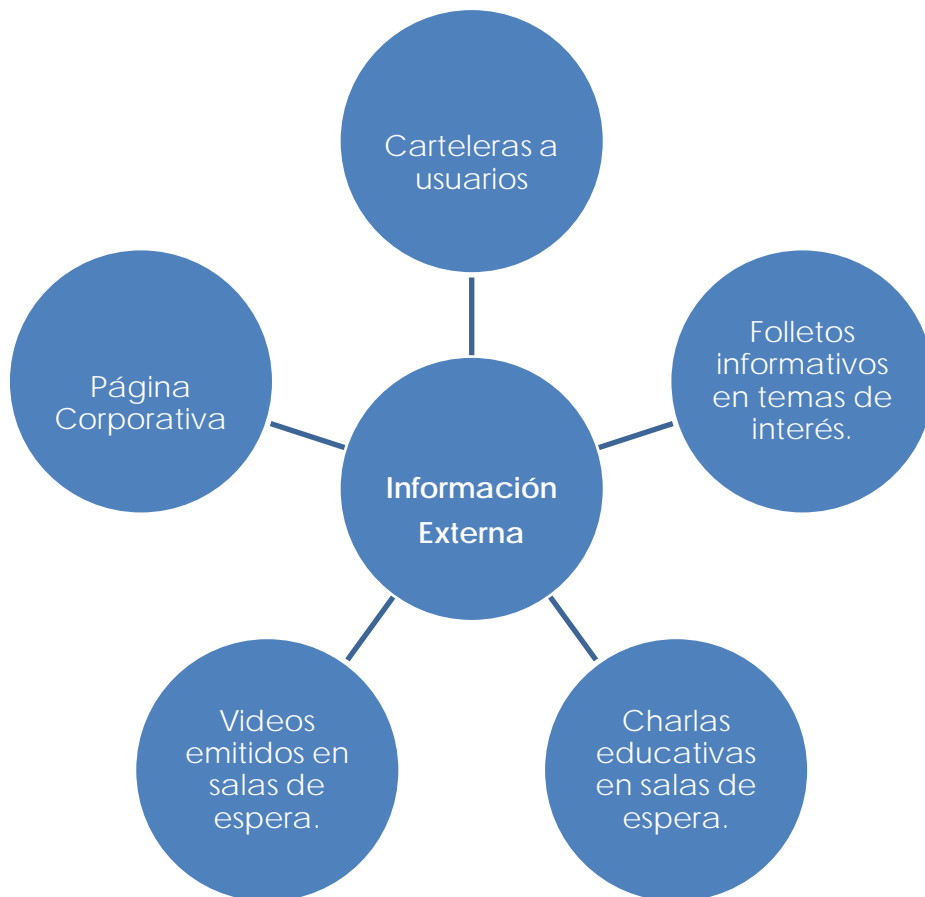 Carteleras a
usuarios
Folletos
informativos
en temas de
interés.
Página
Corporativa
Información
Externa
Videos
emitidos en
salas de
espera.
Charlas
educativas
en salas de
espera.